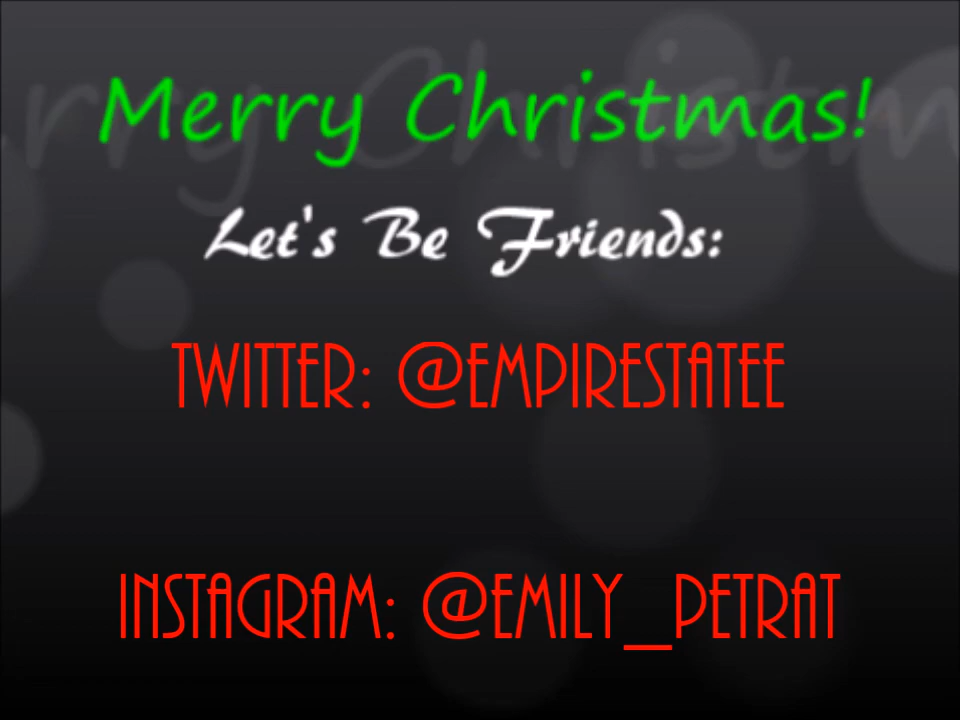 Merry Christmas!
Let's Be Friends:
TWITTER: @EMPIRESTATEE
INSTAGRAM: @EMILY_PETRAT